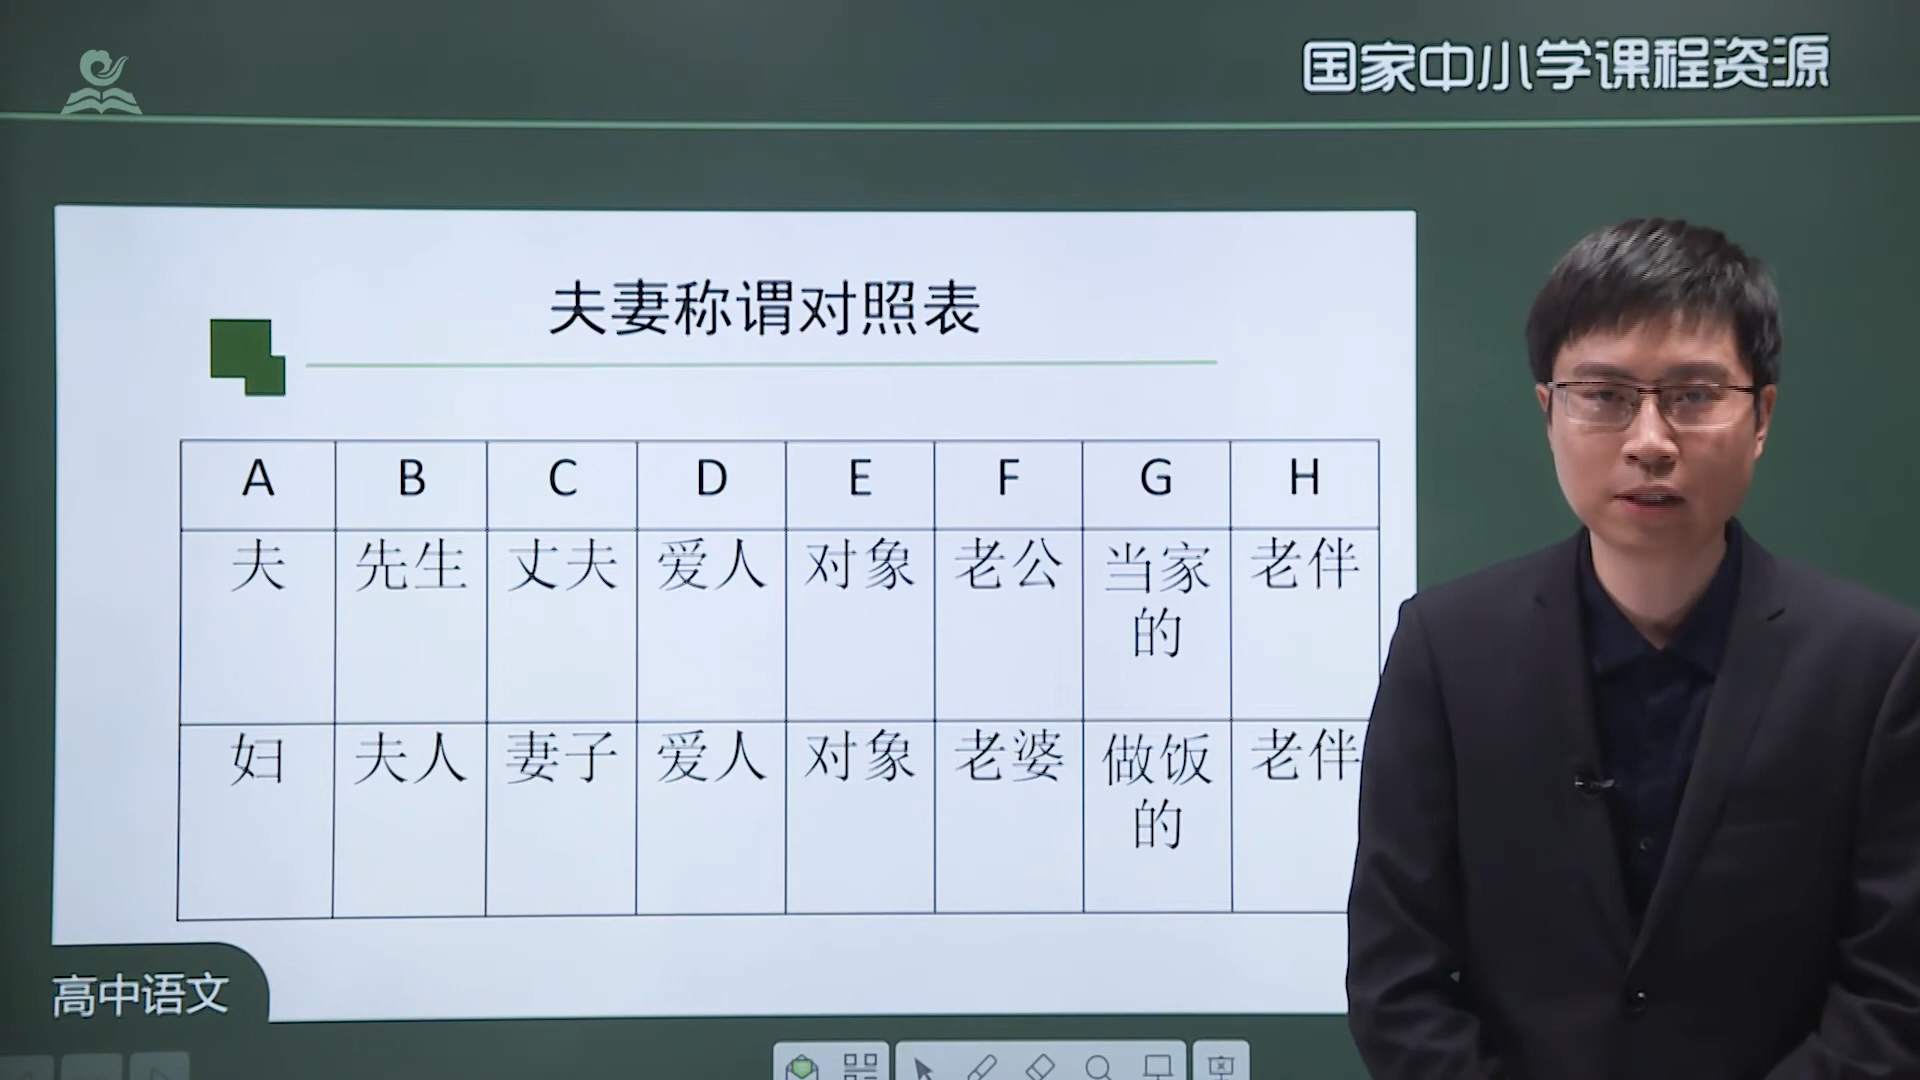 国家中小学课程资源
夫妻称谓对照表
A B C D E F G H
夫 先生 丈夫 爱人 对象 老公 当家的 老伴
妇 夫人 妻子 爱人 对象 老婆 做饭的 老伴
高中语文